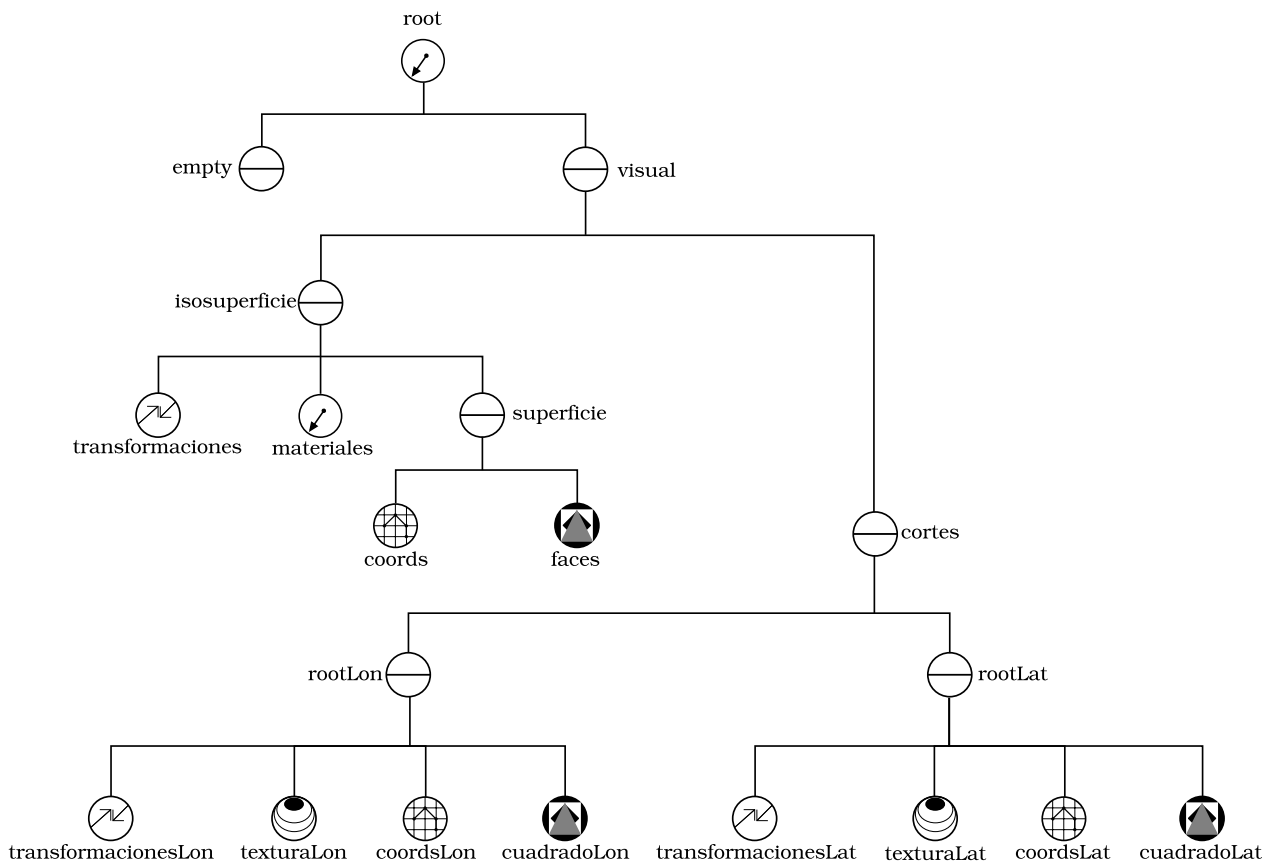 root
empty
visual
isosuperficie
transformaciones
materiales
superficie
coords
faces
cortes
rootLon
rootLat
transformacionesLon
texturaLon
coordsLon
cuadradoLon
transformacionesLat
texturaLat
coordsLat
cuadradoLat